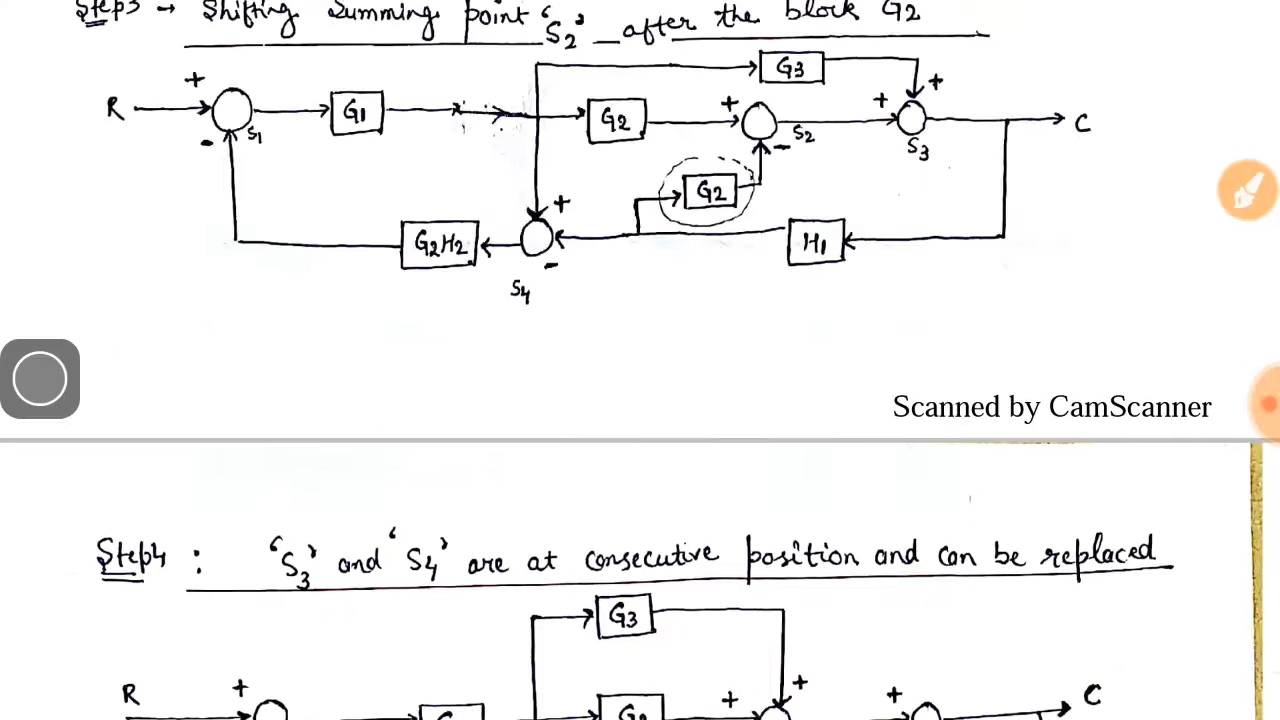 Step3 → Shifting Summing point 'S2' after the block G2
G3
+
+
R
G1
G2
+
+
C
S1
S2
S3
-
-
G2
+
G2H2
H1
-
S4
Scanned by CamScanner
Step4 : 'S3' and 'S4' are at consecutive position and can be replaced
G3
R
+
+
+
+
C
G2